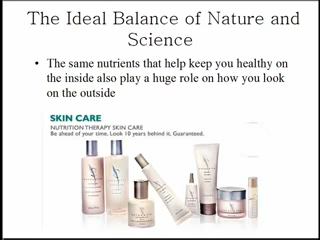 The Ideal Balance of Nature and
Science
• The same nutrients that help keep you healthy on
the inside also play a huge role on how you look
on the outside
SKIN CARE
NUTRITION THERAPY SKIN CARE
Be ahead of your time. Look 10 years behind it. Guaranteed.